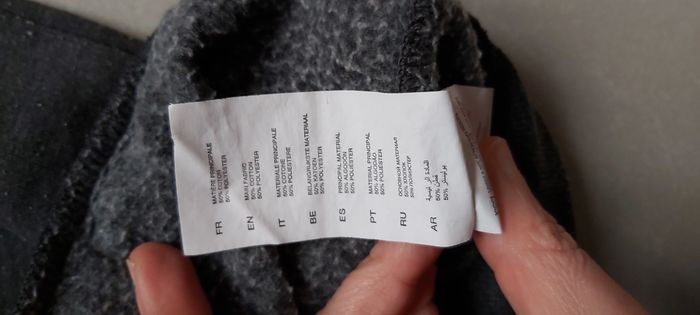 FR
MATIÈRE PRINCIPALE
50% COTON
50% POLYESTER
EN
MAIN FABRIC
50% COTTON
50% POLYESTER
IT
MATERIALE PRINCIPALE
50% COTONE
50% POLIESTERE
BE
BELANGRIJKSTE MATERIAAL
50% KATOEN
50% POLYESTER
ES
PRINCIPAL MATERIAL
50% ALGODÓN
50% POLIÉSTER
PT
MATERIAL PRINCIPAL
50% ALGODÃO
50% POLIÉSTER
RU
ОСНОВНОЙ МАТЕРИАЛ
50% ХЛОПОК
50% ПОЛИЭСТЕР
AR
المادة الرئيسية
50% قطن
50% بوليستر